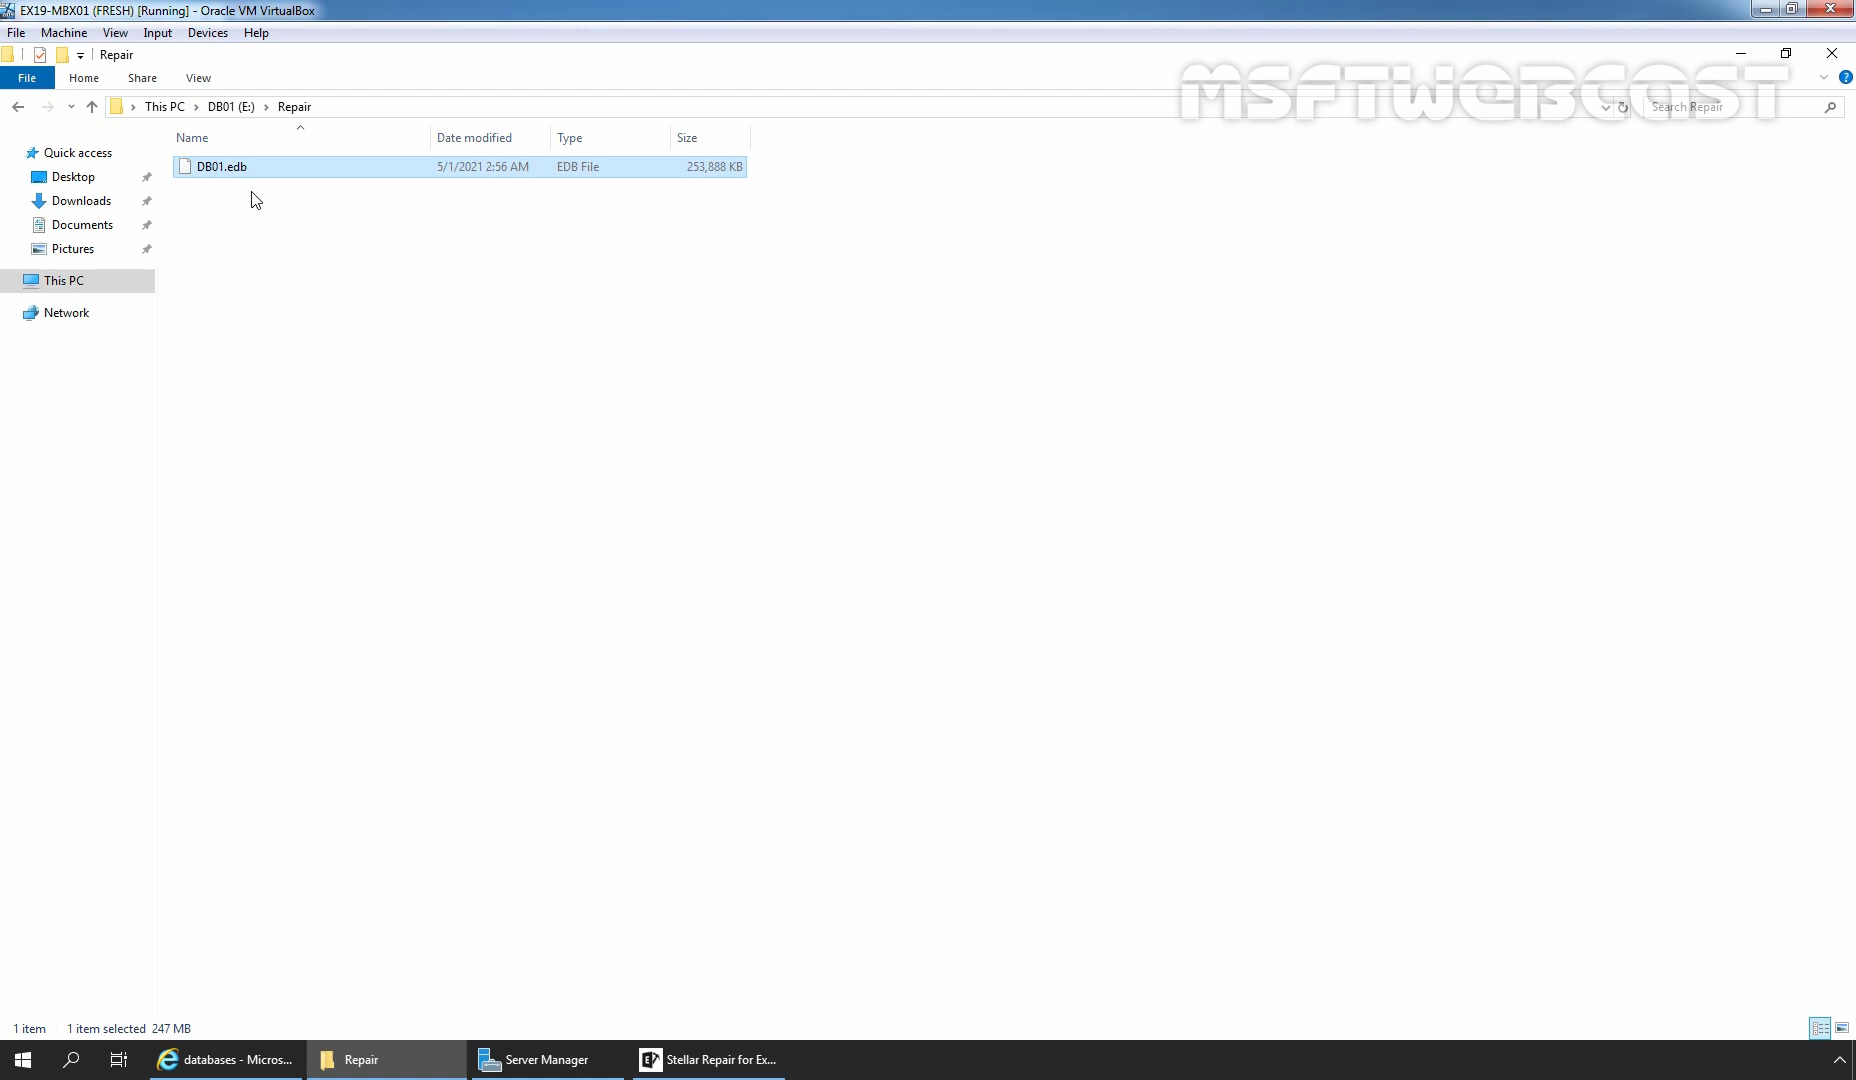 EX19-MBX01 (FRESH) [Running] - Oracle VM VirtualBox
File Machine View Input Devices Help
Repair
File Home Share View
MSFTWEBCAST
This PC > DB01 (E:) > Repair
Search Repair
Name Date modified Type Size
Quick access
DB01.edb 5/1/2021 2:56 AM EDB File 253,888 KB
Desktop
Downloads
Documents
Pictures
This PC
Network
1 item 1 item selected 247 MB
databases - Micros... Repair Server Manager Stellar Repair for Ex...